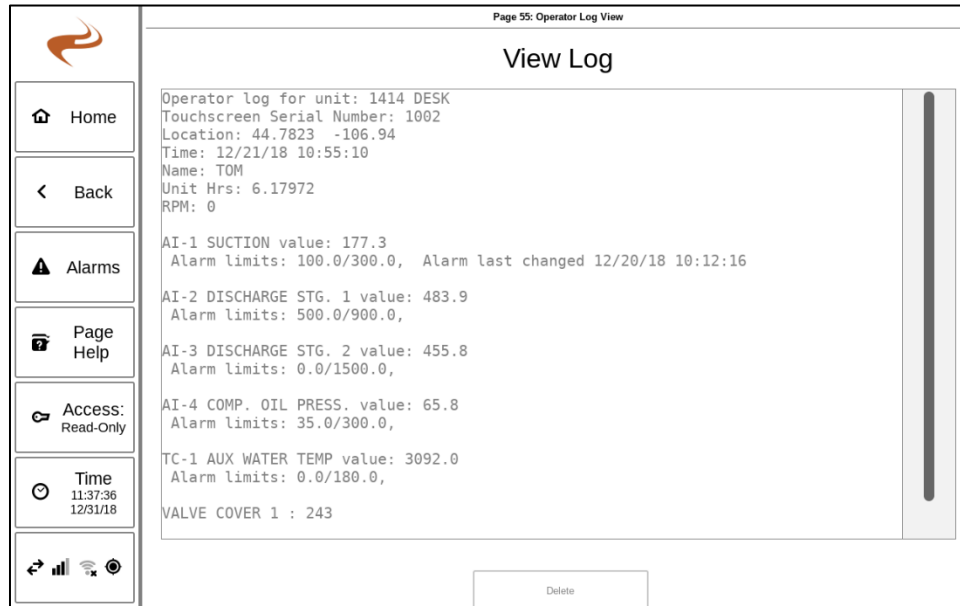 Page 55: Operator Log View
View Log
Home
Back
Alarms
Page
Help
Access:
Read-Only
Time
11:37:36
12/31/18
Operator log for unit: 1414 DESK
Touchscreen Serial Number: 1002
Location: 44.7823  -106.94
Time: 12/21/18 10:55:10
Name: TOM
Unit Hrs: 6.17972
RPM: 0
AI-1 SUCTION value: 177.3
Alarm limits: 100.0/300.0,  Alarm last changed 12/20/18 10:12:16
AI-2 DISCHARGE STG. 1 value: 483.9
Alarm limits: 500.0/900.0,
AI-3 DISCHARGE STG. 2 value: 455.8
Alarm limits: 0.0/1500.0,
AI-4 COMP. OIL PRESS. value: 65.8
Alarm limits: 35.0/300.0,
TC-1 AUX WATER TEMP value: 3092.0
Alarm limits: 0.0/180.0,
VALVE COVER 1 : 243
Delete